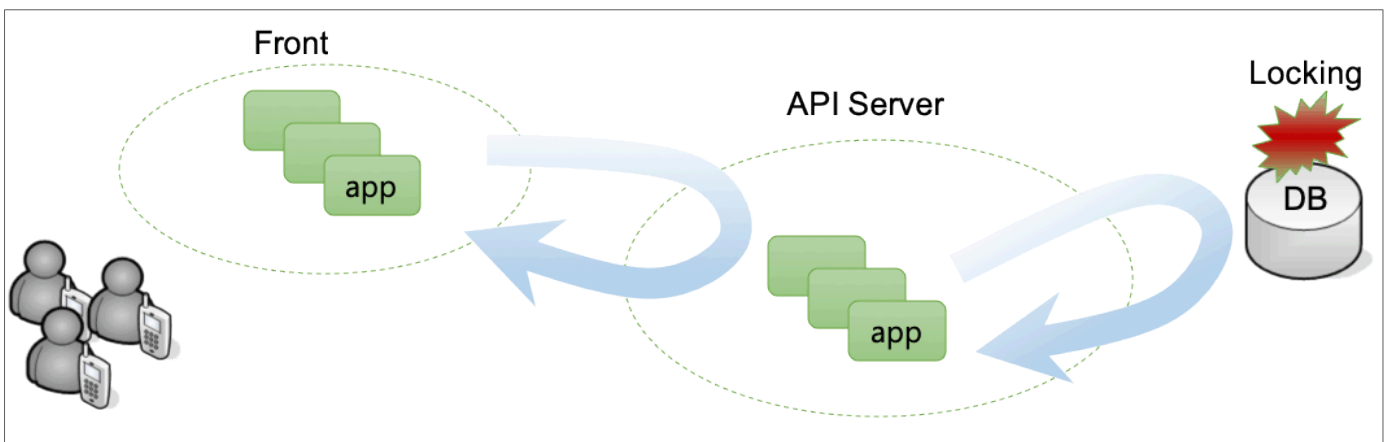 Front
app
API Server
app
Locking
DB